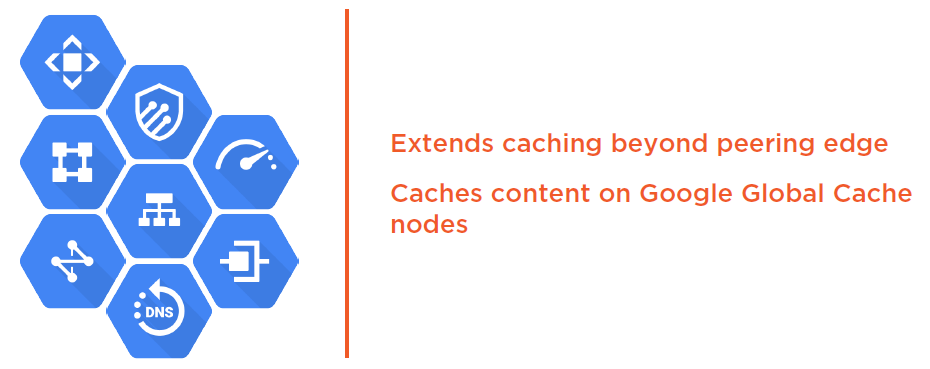 Extends caching beyond peering edge
Caches content on Google Global Cache
nodes
DNS